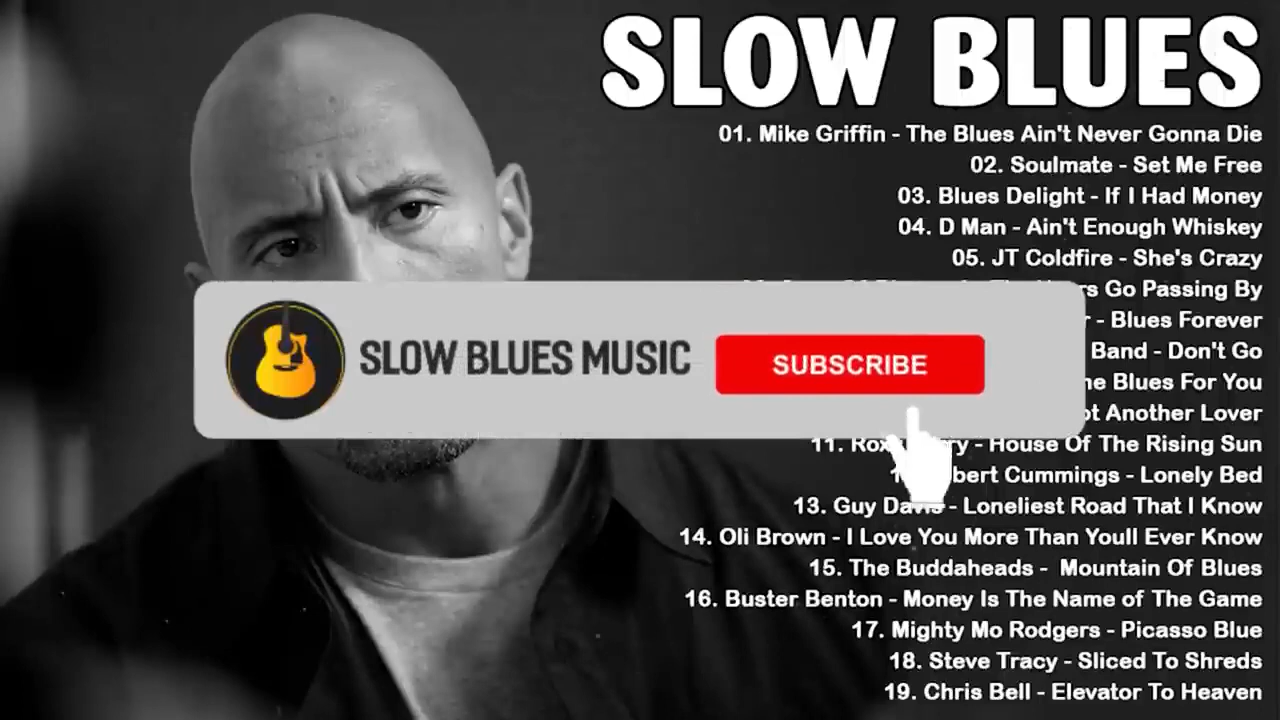 SLOW BLUES
01. Mike Griffin - The Blues Ain't Never Gonna Die
02. Soulmate - Set Me Free
03. Blues Delight - If I Had Money
04. D Man - Ain't Enough Whiskey
05. JT Coldfire - She's Crazy
Go Passing By
- Blues Forever
SLOW BLUES MUSIC
SUBSCRIBE
Band - Don't Go
Blues For You
Another Lover
11. - House Of The Rising Sun
Cummings - Lonely Bed
13. Guy Davis - Loneliest Road That I Know
14. Oli Brown - I Love You More Than Youll Ever Know
15. The Buddaheads - Mountain Of Blues
16. Buster Benton - Money Is The Name of The Game
17. Mighty Mo Rodgers - Picasso Blue
18. Steve Tracy - Sliced To Shreds
19. Chris Bell - Elevator To Heaven